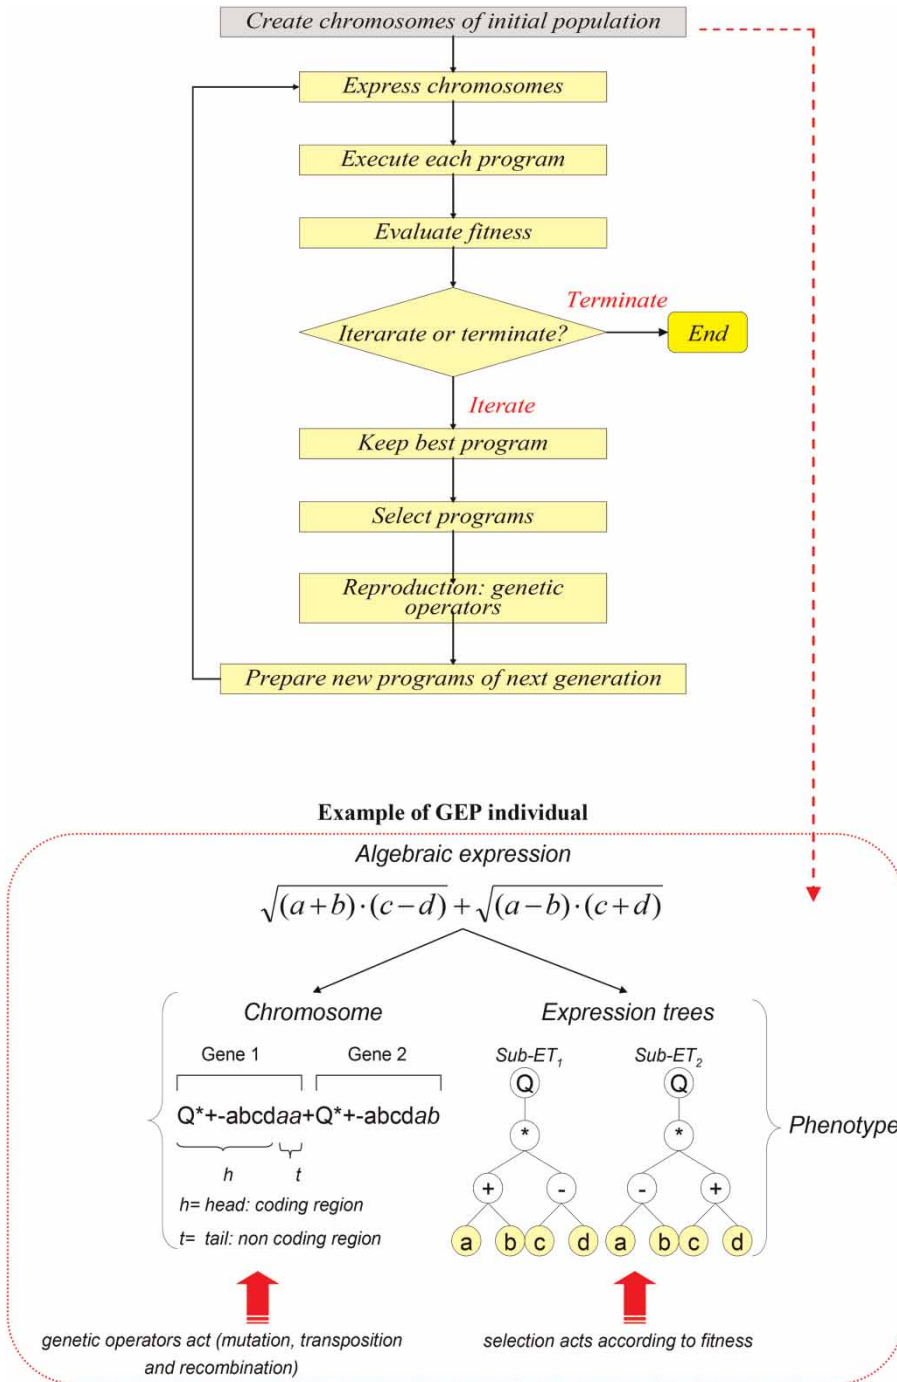 Create chromosomes of initial population
Express chromosomes
Execute each program
Evaluate fitness
Terminate
Iterarate or terminate?
End
Iterate
Keep best program
Select programs
Reproduction: genetic
operators
Prepare new programs of next generation
Example of GEP individual
Algebraic expression
√(a+b)·(c−d) + √(a−b)·(c+d)
Chromosome
Expression trees
Gene 1 Gene 2
Sub-ET₁ Sub-ET₂
Q Q
Q*+-abcdaa+Q*+-abcdab
* *
Phenotype
h t
+ - - +
h= head: coding region
t= tail: non coding region
a b c d a b c d
genetic operators act (mutation, transposition
and recombination)
selection acts according to fitness